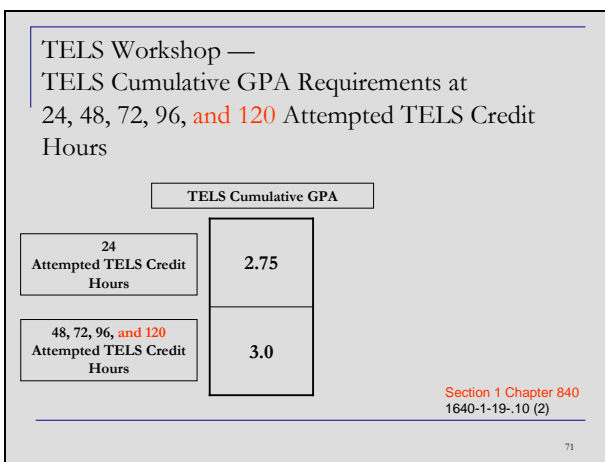 TELS Workshop —
TELS Cumulative GPA Requirements at
24, 48, 72, 96, and 120 Attempted TELS Credit
Hours
TELS Cumulative GPA
24
Attempted TELS Credit
Hours
2.75
48, 72, 96, and 120
Attempted TELS Credit
Hours
3.0
Section 1 Chapter 840
1640-1-19-.10 (2)
71